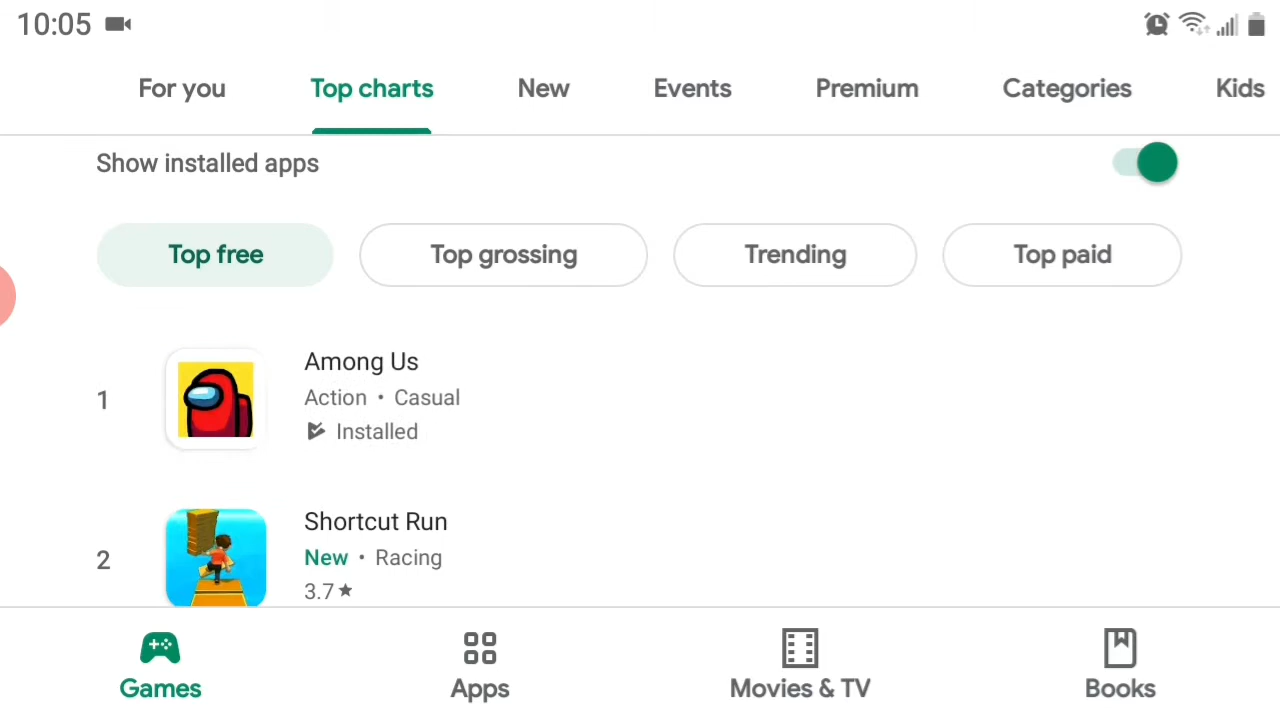 10:05
For you Top charts New Events Premium Categories Kids
Show installed apps
Top free Top grossing Trending Top paid
1
Among Us
Action • Casual
Installed
2
Shortcut Run
New • Racing
3.7★
Games Apps Movies & TV Books